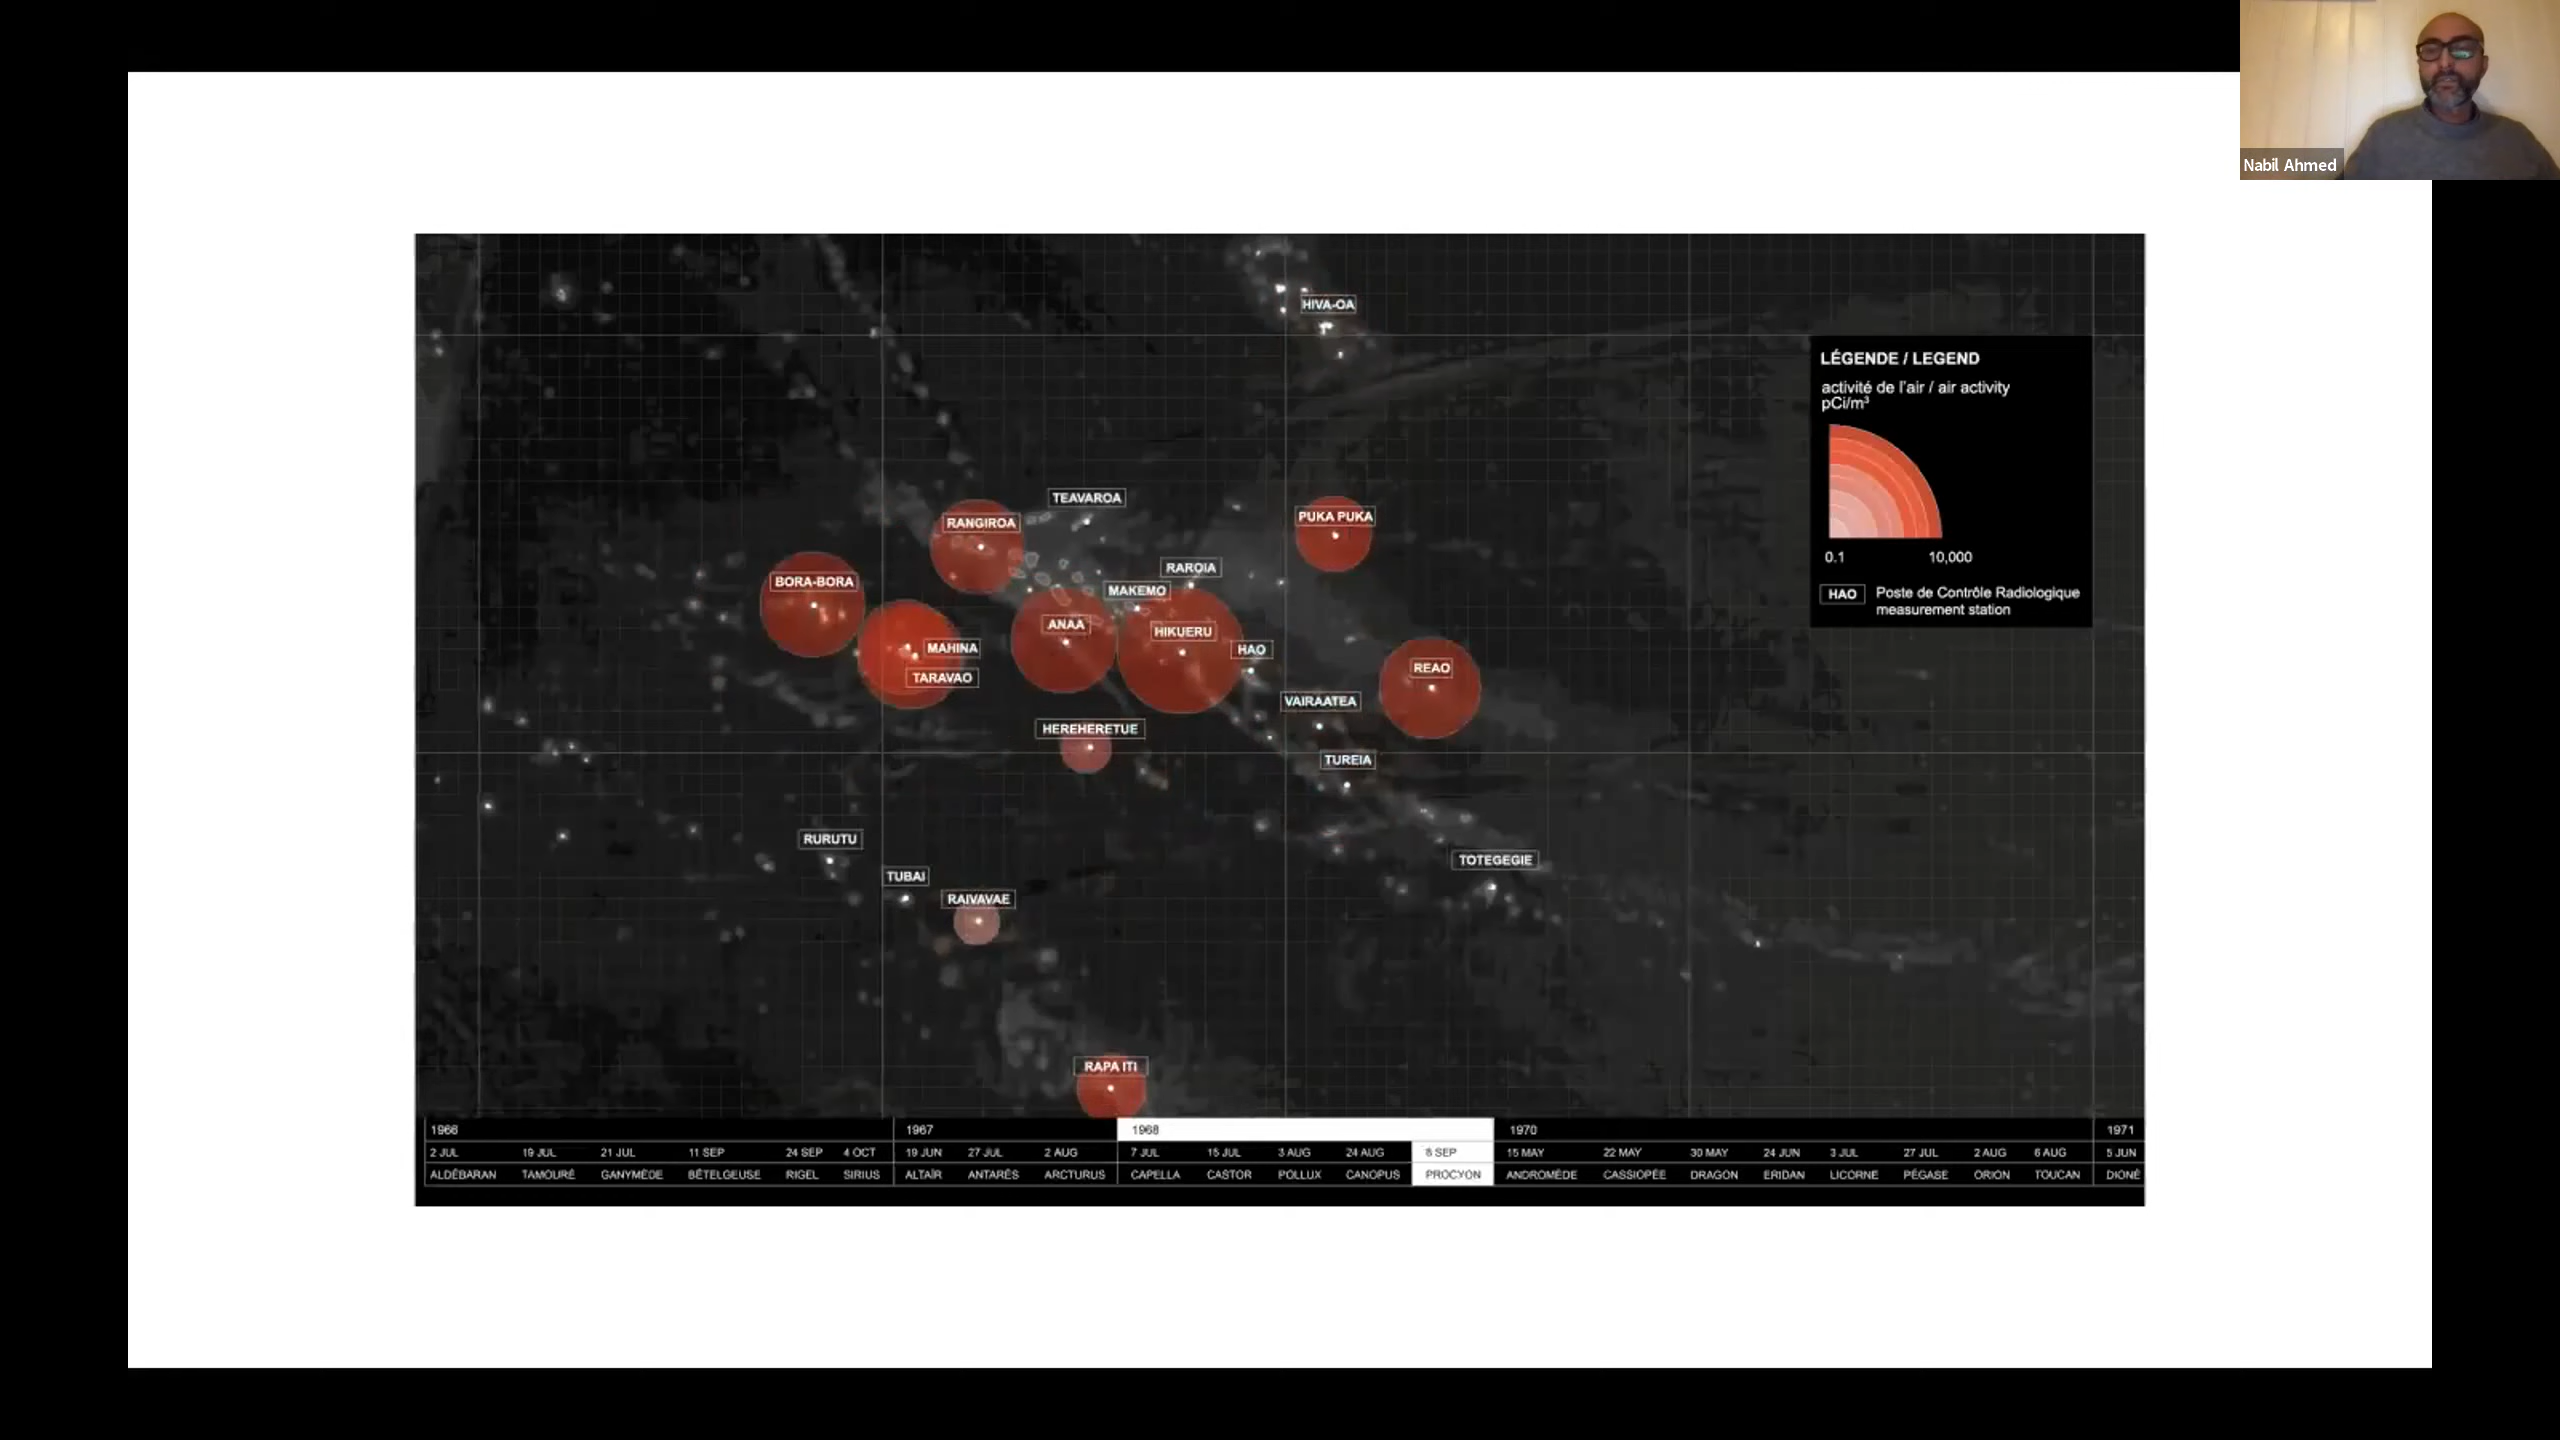 Nabil Ahmed
HIVA-OA
LÉGENDE / LEGEND
activité de l'air / air activity
pCi/m³
0.1 10,000
HAO Poste de Contrôle Radiologique
measurement station
TEAVAROA
RANGIROA
PUKA PUKA
RAROIA
BORA-BORA
MAKEMO
ANAA
HIKUERU
MAHINA
HAO
REAO
TARAVAO
VAIRAATEA
HEREHERETUE
TUREIA
RURUTU
TOTEGEGIE
TUBAI
RAIVAVAE
RAPA ITI
1966 1967 1968 1970 1971
2 JUL 19 JUL 21 JUL 11 SEP 24 SEP 4 OCT 19 JUN 27 JUL 2 AUG 7 JUL 15 JUL 3 AUG 24 AUG 8 SEP 15 MAY 22 MAY 30 MAY 24 JUN 3 JUL 27 JUL 2 AUG 6 AUG 5 JUN
ALDÉBARAN TAMOURÉ GANYMÈDE BÉTELGEUSE RIGEL SIRIUS ALTAÏR ANTARÈS ARCTURUS CAPELLA CASTOR POLLUX CANOPUS PROCYON ANDROMÈDE CASSIOPÉE DRAGON ERIDAN LICORNE PÉGASE ORION TOUCAN DIONÉ